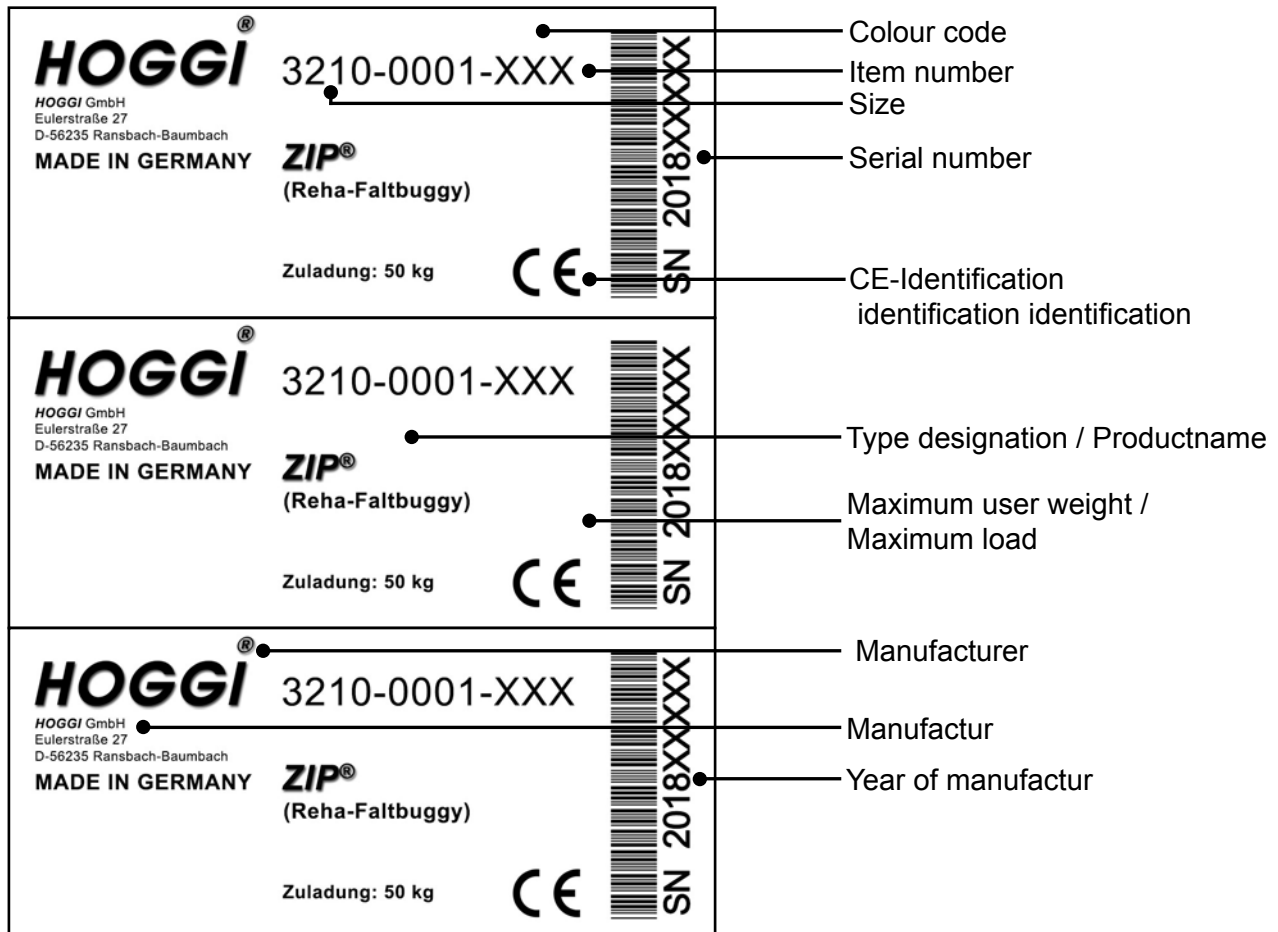 HOGGI®
HOGGI GmbH
Eulerstraße 27
D-56235 Ransbach-Baumbach
MADE IN GERMANY
3210-0001-XXX
ZIP®
(Reha-Faltbuggy)
Zuladung: 50 kg
CE
SN 2018XXXXX
Colour code
Item number
Size
Serial number
CE-Identification
identification identification
HOGGI®
HOGGI GmbH
Eulerstraße 27
D-56235 Ransbach-Baumbach
MADE IN GERMANY
3210-0001-XXX
ZIP®
(Reha-Faltbuggy)
Zuladung: 50 kg
CE
SN 2018XXXXX
Type designation / Productname
Maximum user weight /
Maximum load
HOGGI®
HOGGI GmbH
Eulerstraße 27
D-56235 Ransbach-Baumbach
MADE IN GERMANY
3210-0001-XXX
ZIP®
(Reha-Faltbuggy)
Zuladung: 50 kg
CE
SN 2018XXXXX
Manufacturer
Manufactur
Year of manufactur